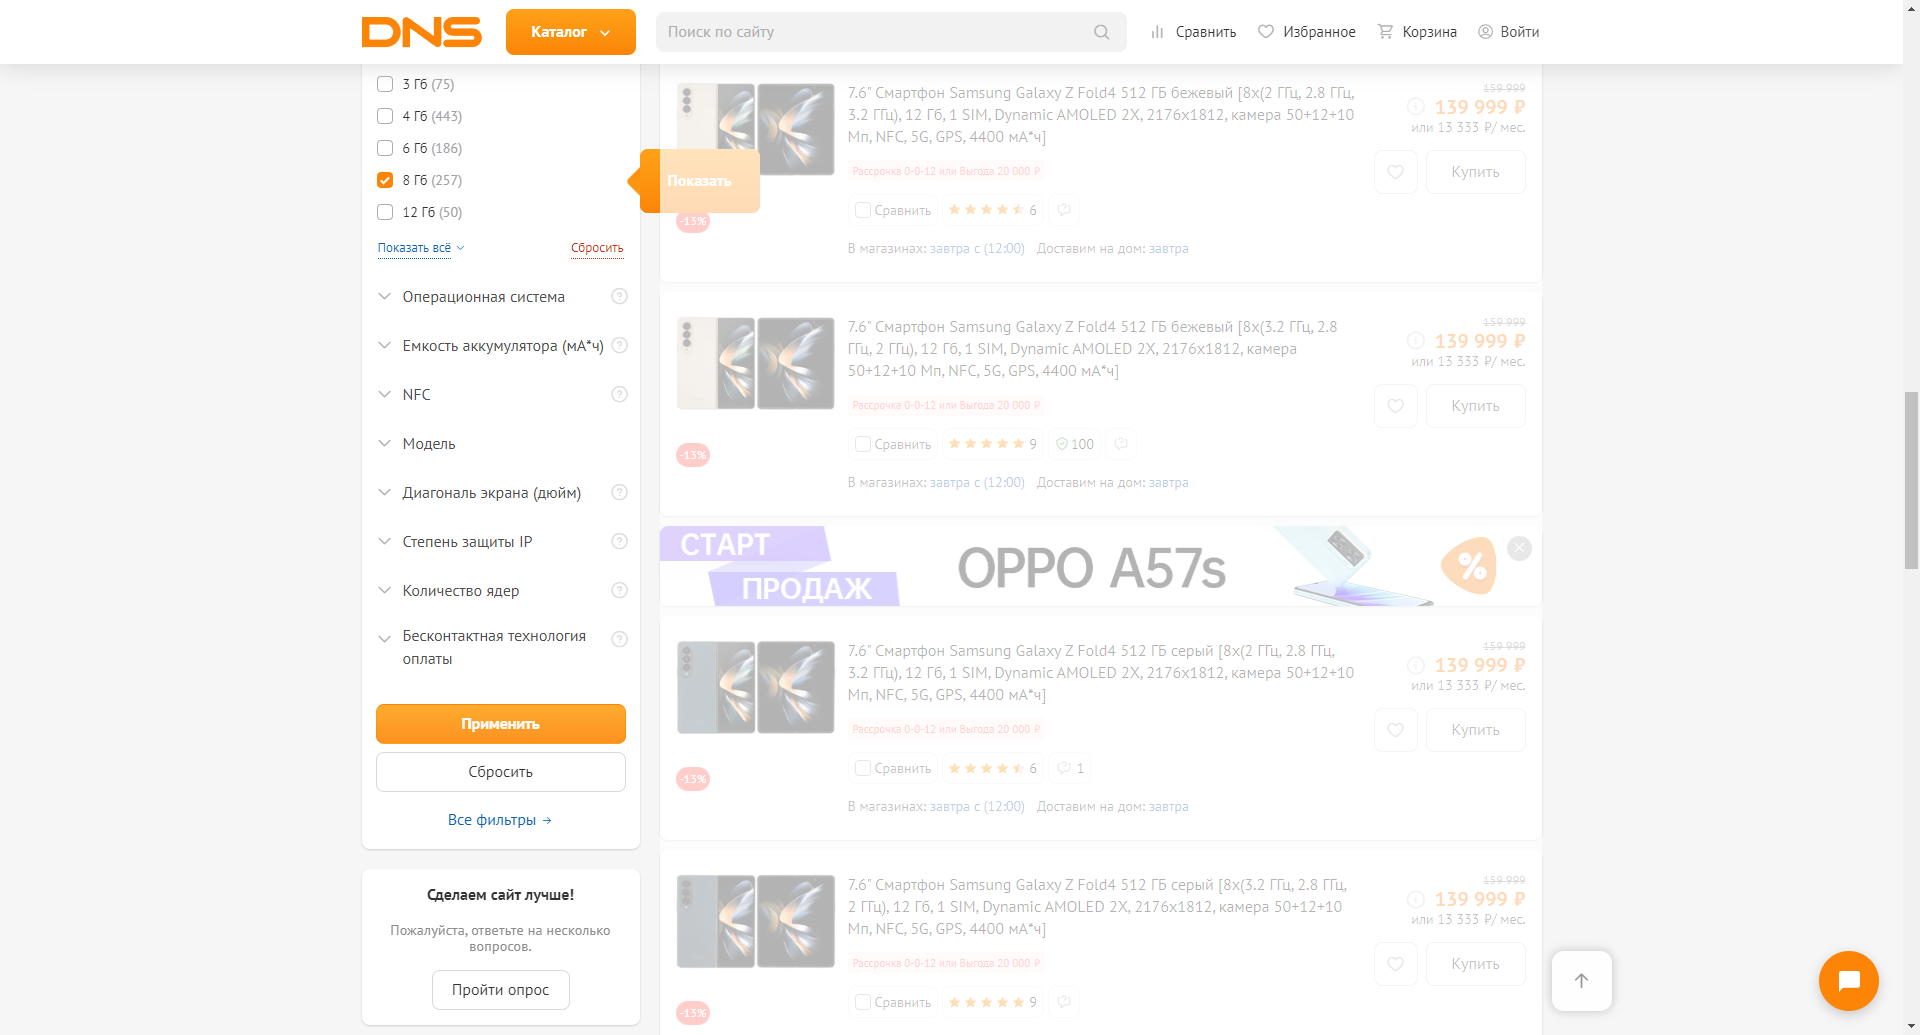 DNS
Каталог
Поиск по сайту
Сравнить
Избранное
Корзина
Войти
3 Гб (75)
4 Гб (443)
6 Гб (186)
8 Гб (257)
12 Гб (50)
Показать всё
Сбросить
Показать
Операционная система
Емкость аккумулятора (мА*ч)
NFC
Модель
Диагональ экрана (дюйм)
Степень защиты IP
Количество ядер
Бесконтактная технология
оплаты
Применить
Сбросить
Все фильтры →
Сделаем сайт лучше!
Пожалуйста, ответьте на несколько
вопросов.
Пройти опрос
7.6" Смартфон Samsung Galaxy Z Fold4 512 ГБ бежевый [8x(2 ГГц, 2.8 ГГц,
3.2 ГГц), 12 Гб, 1 SIM, Dynamic AMOLED 2X, 2176x1812, камера 50+12+10
Мп, NFC, 5G, GPS, 4400 мА*ч]
Рассрочка 0-0-12 или Выгода 20 000 ₽
-13%
Сравнить
6
В магазинах: завтра с (12:00) Доставим на дом: завтра
159 999
139 999 ₽
или 13 333 ₽/ мес.
Купить
7.6" Смартфон Samsung Galaxy Z Fold4 512 ГБ бежевый [8x(3.2 ГГц, 2.8
ГГц, 2 ГГц), 12 Гб, 1 SIM, Dynamic AMOLED 2X, 2176x1812, камера
50+12+10 Мп, NFC, 5G, GPS, 4400 мА*ч]
Рассрочка 0-0-12 или Выгода 20 000 ₽
-13%
Сравнить
9
100
В магазинах: завтра с (12:00) Доставим на дом: завтра
159 999
139 999 ₽
или 13 333 ₽/ мес.
Купить
СТАРТ
ПРОДАЖ
OPPO A57s
%
7.6" Смартфон Samsung Galaxy Z Fold4 512 ГБ серый [8x(2 ГГц, 2.8 ГГц,
3.2 ГГц), 12 Гб, 1 SIM, Dynamic AMOLED 2X, 2176x1812, камера 50+12+10
Мп, NFC, 5G, GPS, 4400 мА*ч]
Рассрочка 0-0-12 или Выгода 20 000 ₽
-13%
Сравнить
6
1
В магазинах: завтра с (12:00) Доставим на дом: завтра
159 999
139 999 ₽
или 13 333 ₽/ мес.
Купить
7.6" Смартфон Samsung Galaxy Z Fold4 512 ГБ серый [8x(3.2 ГГц, 2.8 ГГц,
2 ГГц), 12 Гб, 1 SIM, Dynamic AMOLED 2X, 2176x1812, камера 50+12+10
Мп, NFC, 5G, GPS, 4400 мА*ч]
Рассрочка 0-0-12 или Выгода 20 000 ₽
-13%
Сравнить
9
159 999
139 999 ₽
или 13 333 ₽/ мес.
Купить